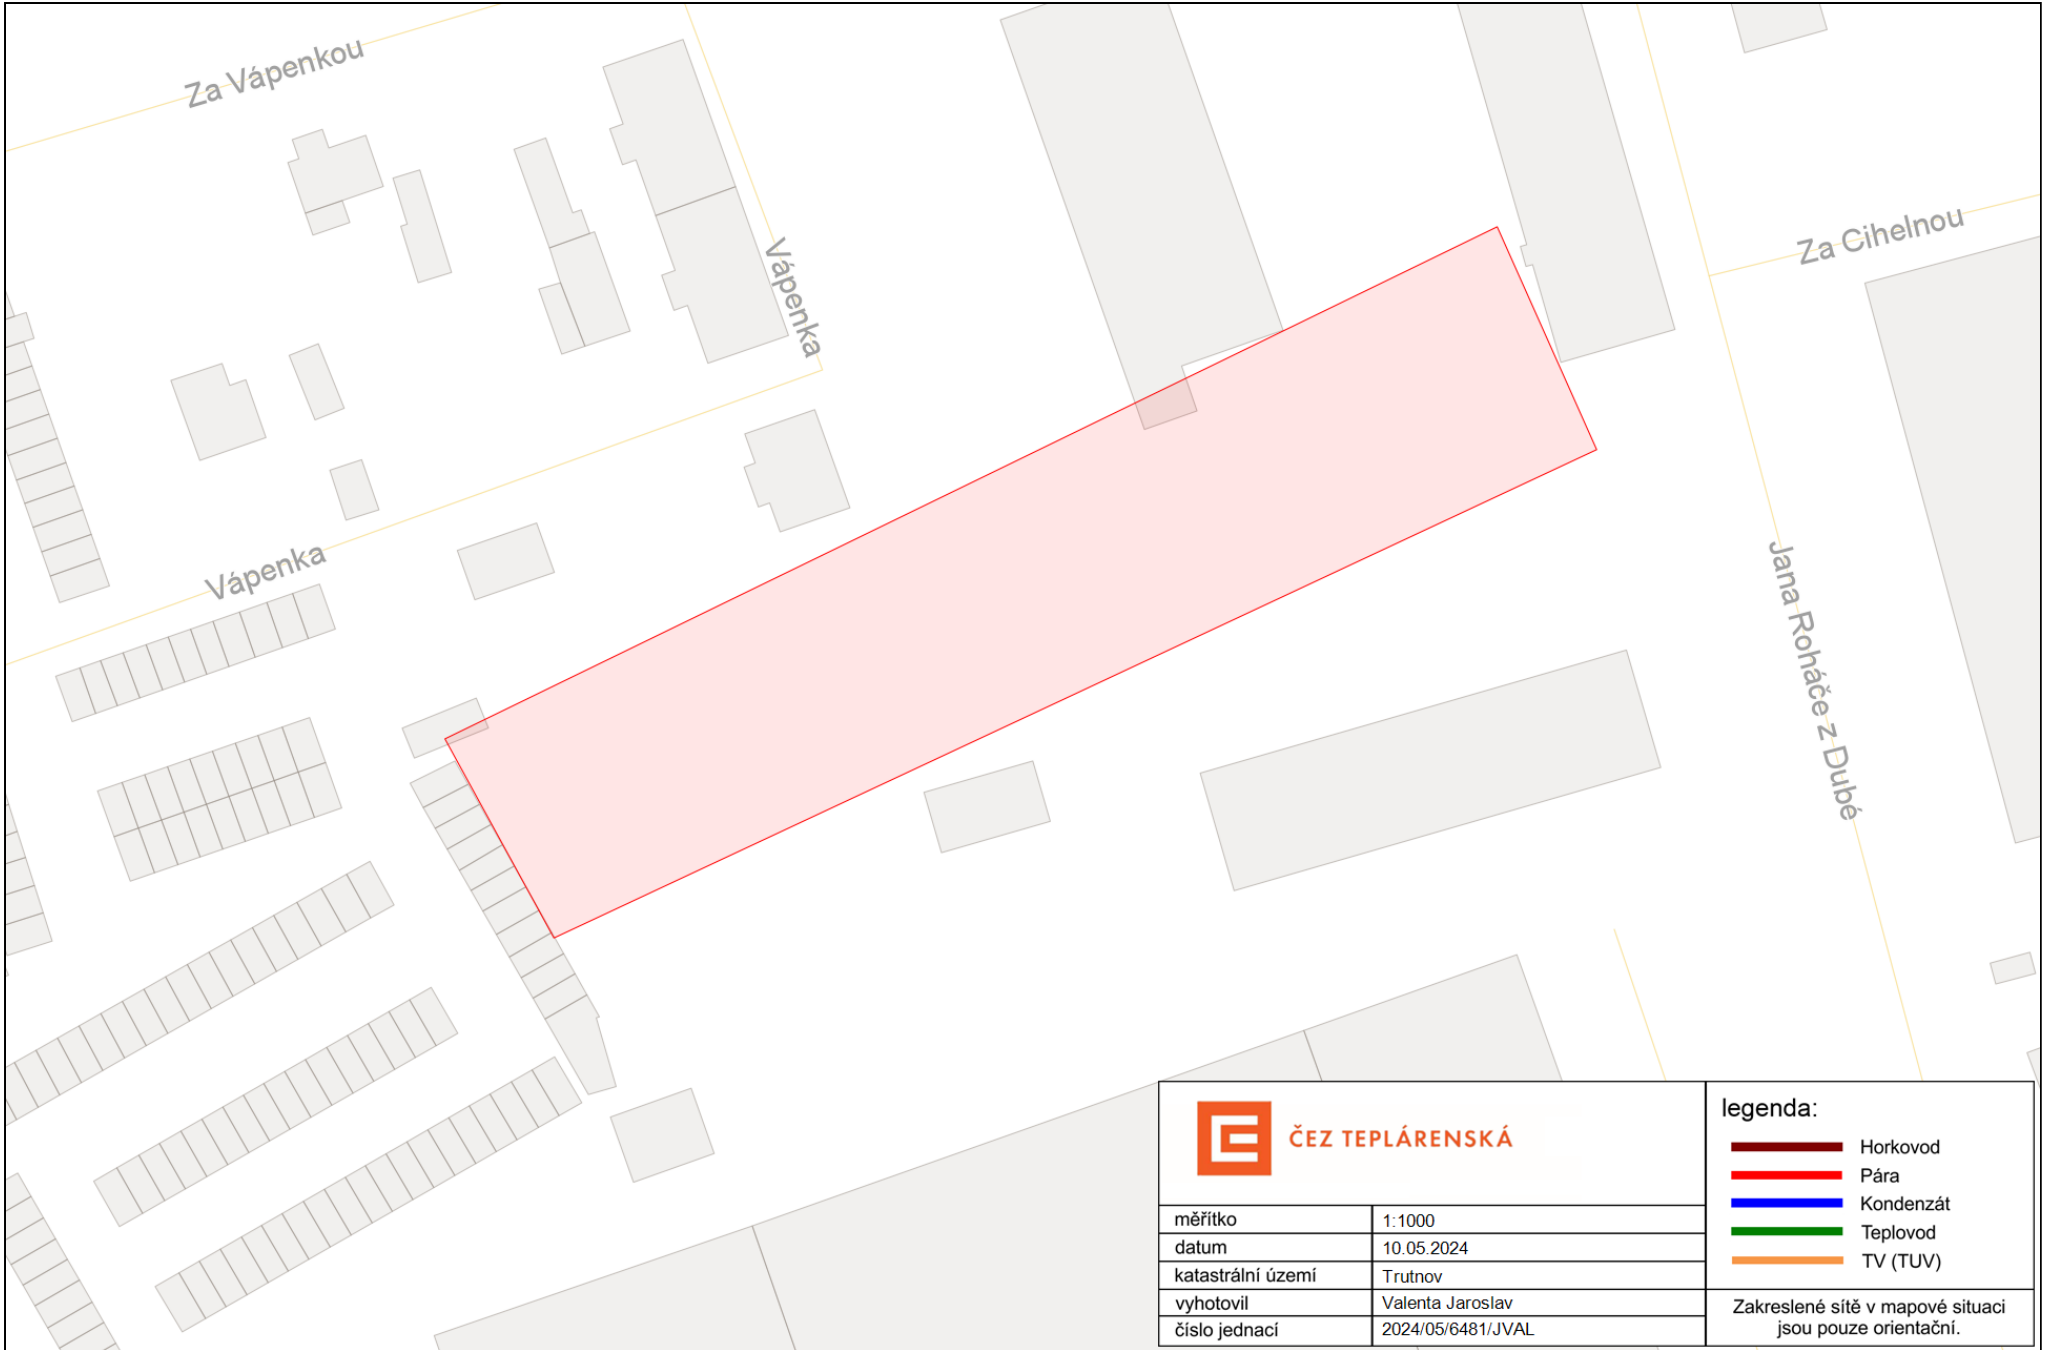 Za Vápenkou
Vápenka
Za Cihelnou
Vápenka
Jana Roháče z Dubé
ČEZ TEPLÁRENSKÁ
měřítko 1:1000
datum 10.05.2024
katastrální území Trutnov
vyhotovil Valenta Jaroslav
číslo jednací 2024/05/6481/JVAL
legenda:
Horkovod
Pára
Kondenzát
Teplovod
TV (TUV)
Zakreslené sítě v mapové situaci
jsou pouze orientační.